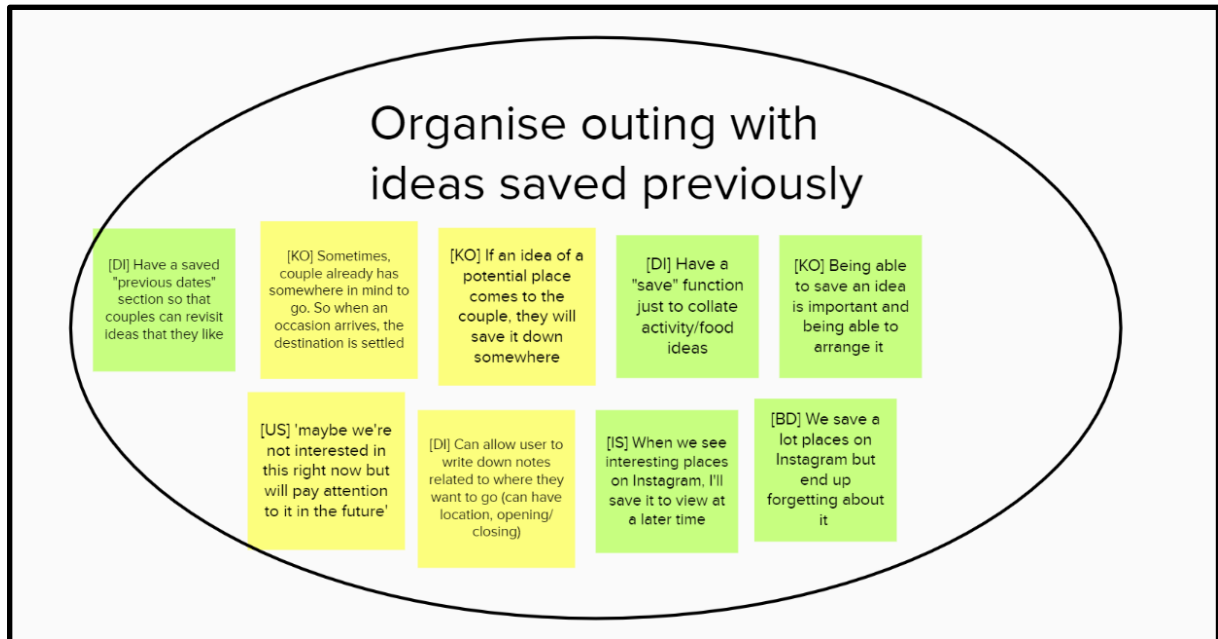 Organise outing with
ideas saved previously
[DI] Have a saved
"previous dates"
section so that
couples can revisit
ideas that they like
[KO] Sometimes,
couple already has
somewhere in mind to
go. So when an
occasion arrives, the
destination is settled
[KO] If an idea of a
potential place
comes to the
couple, they will
save it down
somewhere
[DI] Have a
"save" function
just to collate
activity/food
ideas
[KO] Being able
to save an idea
is important and
being able to
arrange it
[US] 'maybe we're
not interested in
this right now but
will pay attention
to it in the future'
[DI] Can allow user to
write down notes
related to where they
want to go (can have
location, opening/
closing)
[IS] When we see
interesting places
on Instagram, I'll
save it to view at
a later time
[BD] We save a
lot places on
Instagram but
end up
forgetting about
it